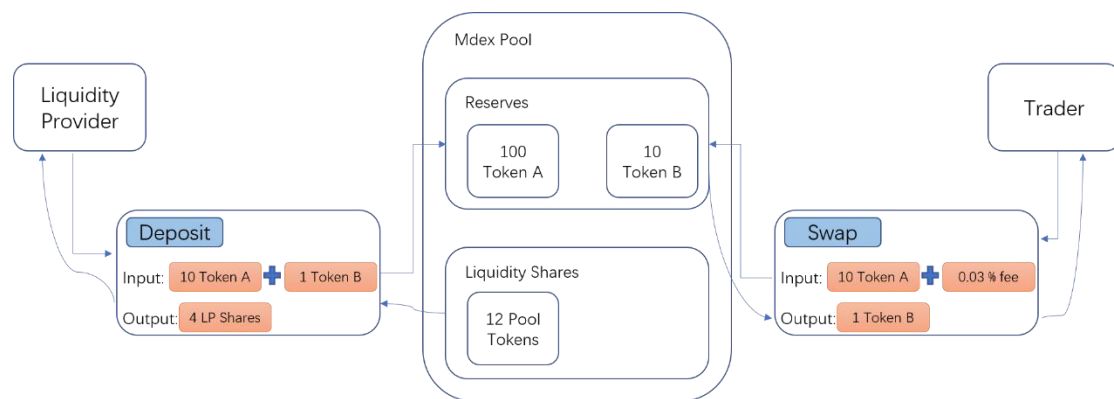 Mdex Pool
Liquidity
Provider
Reserves
100
Token A
10
Token B
Trader
Deposit
Input: 10 Token A + 1 Token B
Output: 4 LP Shares
Liquidity Shares
12 Pool
Tokens
Swap
Input: 10 Token A + 0.03 % fee
Output: 1 Token B